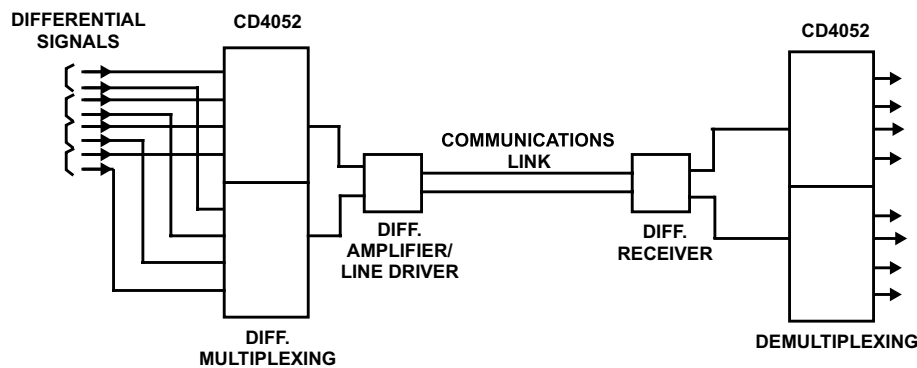 DIFFERENTIAL
SIGNALS
CD4052
DIFF.
MULTIPLEXING
DIFF.
AMPLIFIER/
LINE DRIVER
COMMUNICATIONS
LINK
DIFF.
RECEIVER
CD4052
DEMULTIPLEXING